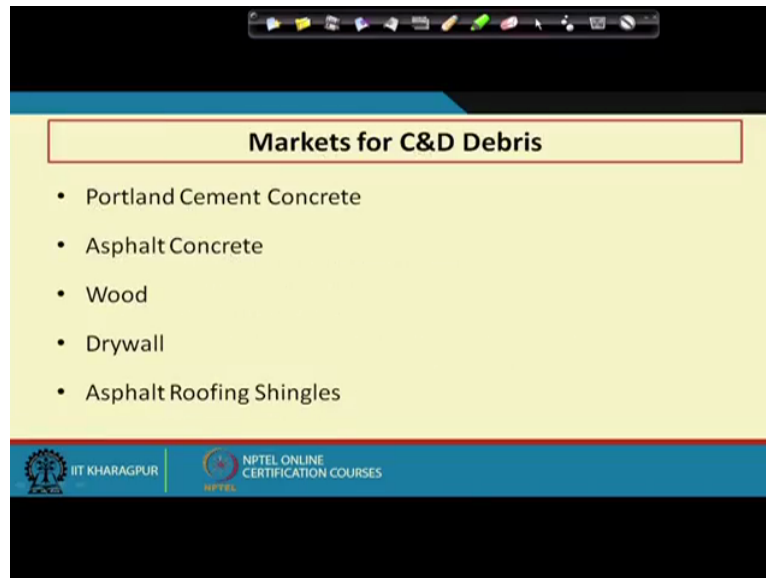 Markets for C&D Debris
• Portland Cement Concrete
• Asphalt Concrete
• Wood
• Drywall
• Asphalt Roofing Shingles
IIT KHARAGPUR
NPTEL ONLINE
CERTIFICATION COURSES
NPTEL